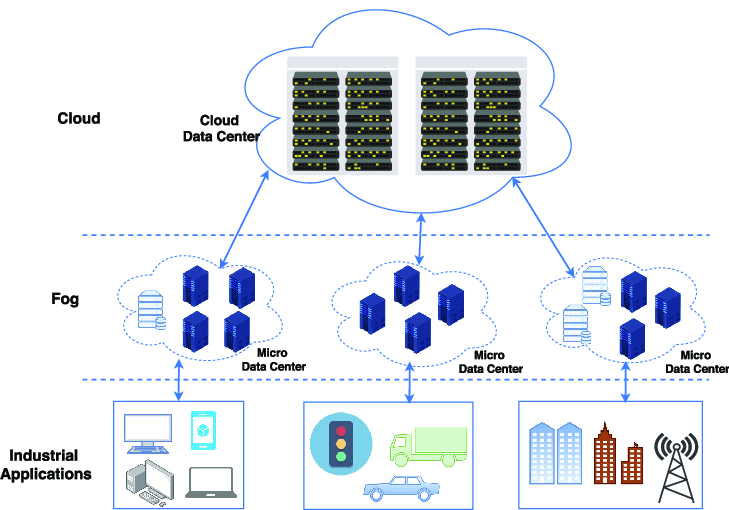 Cloud
Cloud
Data Center
Fog
Micro
Data Center
Micro
Data Center
Micro
Data Center
Industrial
Applications